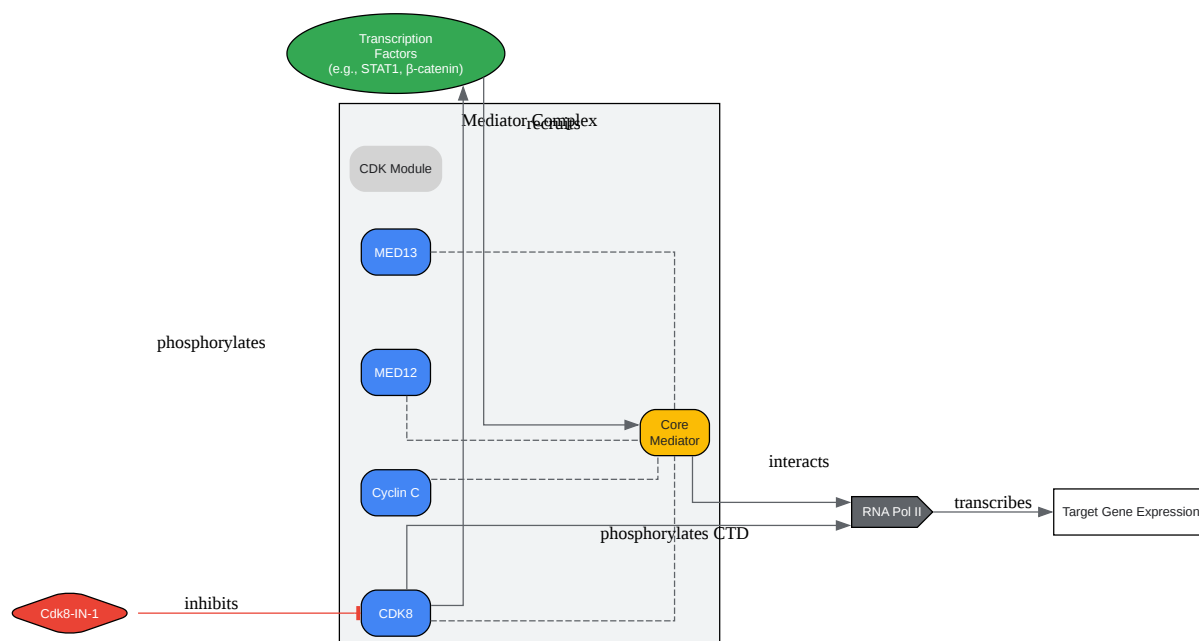 Transcription
Factors
(e.g., STAT1, β-catenin)
Mediator Complex
recruits
CDK Module
MED13
phosphorylates
MED12
Core
Mediator
interacts
Cyclin C
transcribes
RNA Pol II
Target Gene Expression
phosphorylates CTD
inhibits
Cdk8-IN-1
CDK8